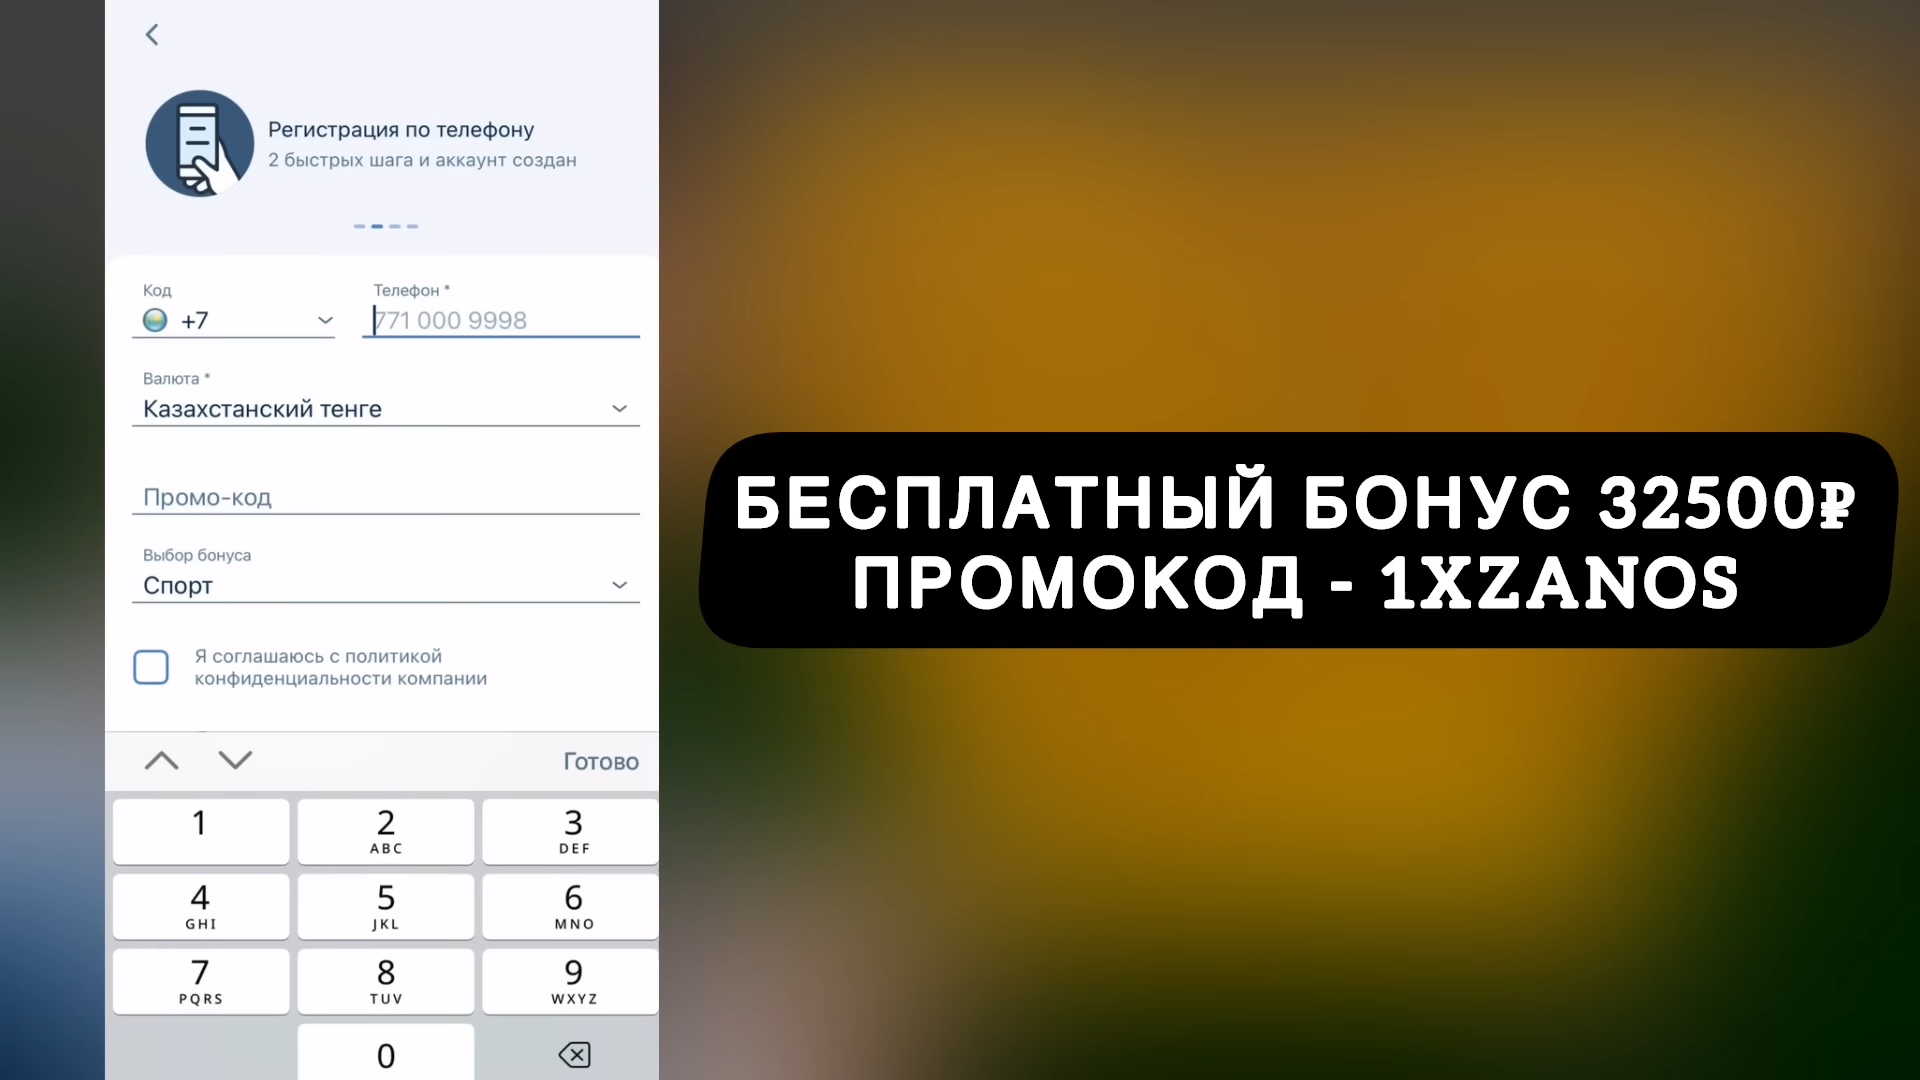 Регистрация по телефону
2 быстрых шага и аккаунт создан
Код
Телефон *
+7
771 000 9998
Валюта *
Казахстанский тенге
Промо-код
Выбор бонуса
Спорт
Я соглашаюсь с политикой
конфиденциальности компании
Готово
1
2
3
ABC
DEF
4
5
6
GHI
JKL
MNO
7
8
9
PQRS
TUV
WXYZ
0
БЕСПЛАТНЫЙ БОНУС 32500₽
ПРОМОКОД - 1XZANOS